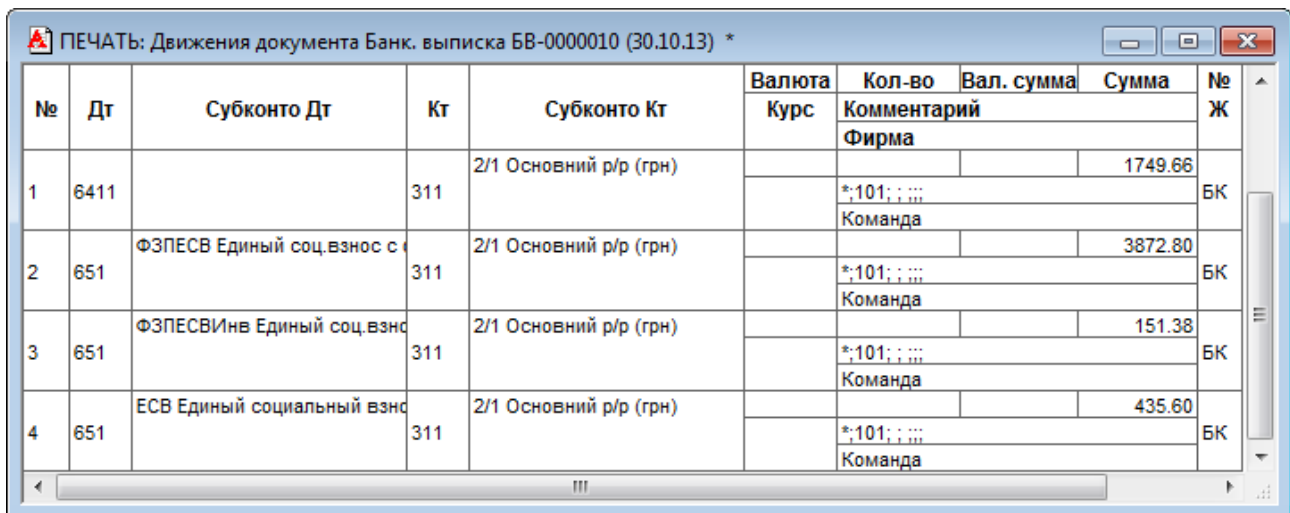 ПЕЧАТЬ: Движения документа Банк. выписка БВ-0000010 (30.10.13) *
№ Дт Субконто Дт Кт Субконто Кт Валюта Кол-во Вал. сумма Сумма №
Курс Комментарий Ж
Фирма
2/1 Основний р/р (грн) 1749.66
1 6411 311 *;101; ; ;;; БК
Команда
ФЗПЕСВ Единый соц.взнос с 2/1 Основний р/р (грн) 3872.80
2 651 311 *;101; ; ;;; БК
Команда
ФЗПЕСВИнв Единый соц.взно 2/1 Основний р/р (грн) 151.38
3 651 311 *;101; ; ;;; БК
Команда
ЕСВ Единый социальный взно 2/1 Основний р/р (грн) 435.60
4 651 311 *;101; ; ;;; БК
Команда